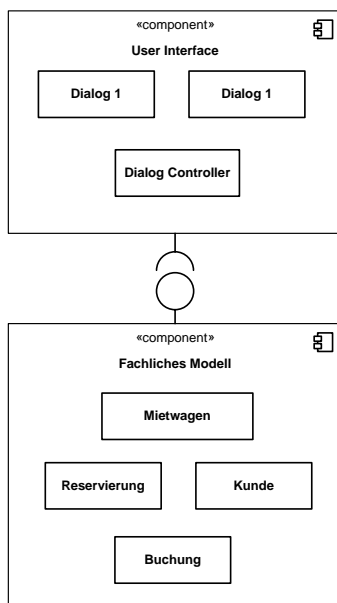 «component»
User Interface
Dialog 1 Dialog 1
Dialog Controller
«component»
Fachliches Modell
Mietwagen
Reservierung Kunde
Buchung